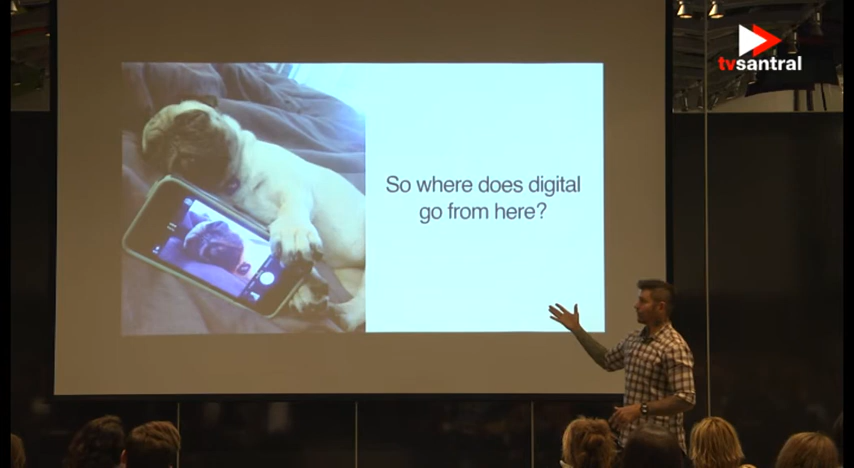 tvsantral
So where does digital
go from here?